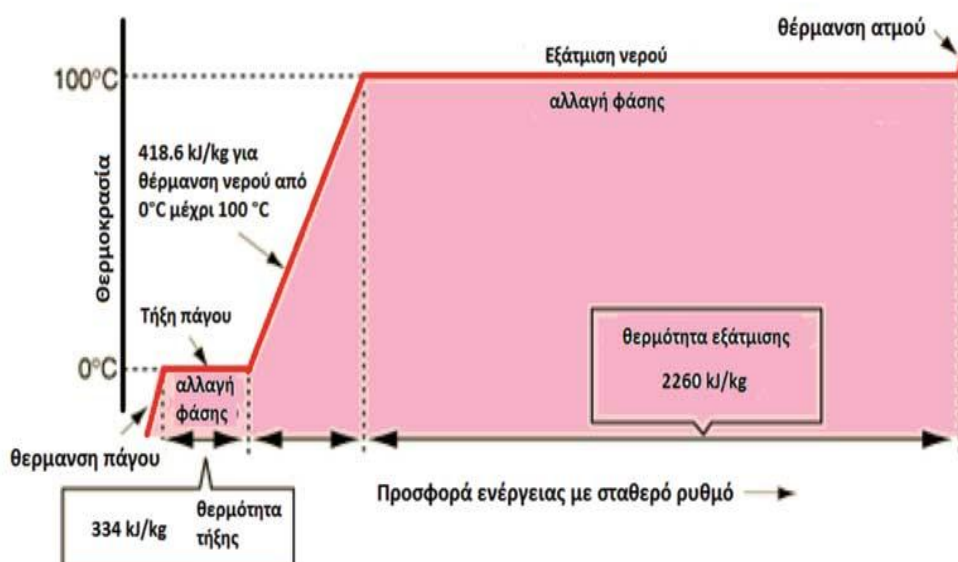 θέρμανση ατμού
Εξάτμιση νερού
100°C
αλλαγή φάσης
418.6 kJ/kg για
θέρμανση νερού από
0°C μέχρι 100 °C
Θερμοκρασία
Τήξη πάγου
0°C
αλλαγή
φάσης
θερμότητα εξάτμισης
2260 kJ/kg
θερμανση πάγου
Προσφορά ενέργειας με σταθερό ρυθμό
334 kJ/kg θερμότητα
τήξης